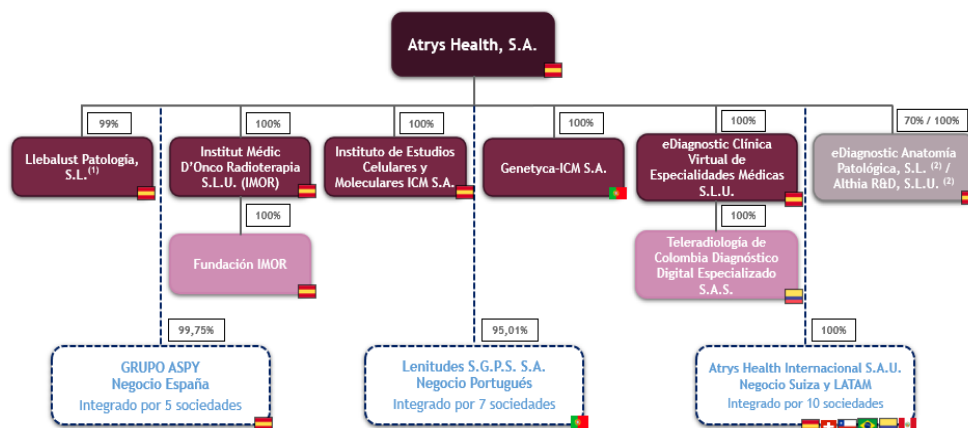 Atrys Health, S.A.
99%
100%
100%
100%
100%
70% / 100%
Llebalust Patología,
S.L.(1)
Institut Médic
D'Onco Radioterapia
S.L.U. (IMOR)
Instituto de Estudios
Celulares y
Moleculares ICM S.A.
Genetyca-ICM S.A.
eDiagnostic Clínica
Virtual de
Especialidades Médicas
S.L.U.
eDiagnostic Anatomía
Patológica, S.L. (2) /
Althia R&D, S.L.U. (2)
100%
100%
Fundación IMOR
Teleradiología de
Colombia Diagnóstico
Digital Especializado
S.A.S.
99,75%
95,01%
100%
GRUPO ASPY
Negocio España
Integrado por 5 sociedades
Lenitudes S.G.P.S. S.A.
Negocio Portugués
Integrado por 7 sociedades
Atrys Health Internacional S.A.U.
Negocio Suiza y LATAM
Integrado por 10 sociedades